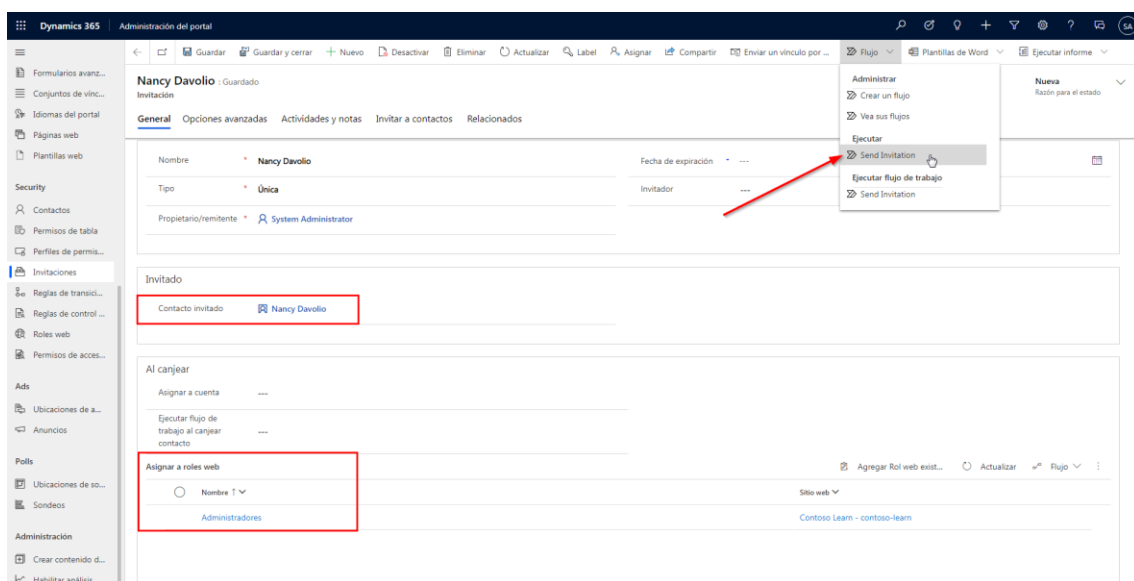 Dynamics 365 Administración del portal SA
Guardar Guardar y cerrar Nuevo Desactivar Eliminar Actualizar Label Asignar Compartir Enviar un vínculo por ... Flujo Plantillas de Word Ejecutar informe
Formularios avanz...
Conjuntos de vínc...
Idiomas del portal
Páginas web
Plantillas web
Security
Contactos
Permisos de tabla
Perfiles de permis...
Invitaciones
Reglas de transici...
Reglas de control ...
Roles web
Permisos de acces...
Ads
Ubicaciones de a...
Anuncios
Polls
Ubicaciones de so...
Sondeos
Administración
Crear contenido d...
Habilitar análisis
Nancy Davolio : Guardado
Invitación
Nueva
Razón para el estado
General Opciones avanzadas Actividades y notas Invitar a contactos Relacionados
Administrar
Crear un flujo
Vea sus flujos
Ejecutar
Send Invitation
Ejecutar flujo de trabajo
Send Invitation
Nombre * Nancy Davolio
Fecha de expiración * ---
Tipo * Única
Invitador ---
Propietario/remitente * System Administrator
Invitado
Contacto invitado Nancy Davolio
Al canjear
Asignar a cuenta ---
Ejecutar flujo de
trabajo al canjear ---
contacto
Asignar a roles web
Agregar Rol web exist... Actualizar Flujo
Nombre ↑ Sitio web
Administradores Contoso Learn - contoso-learn